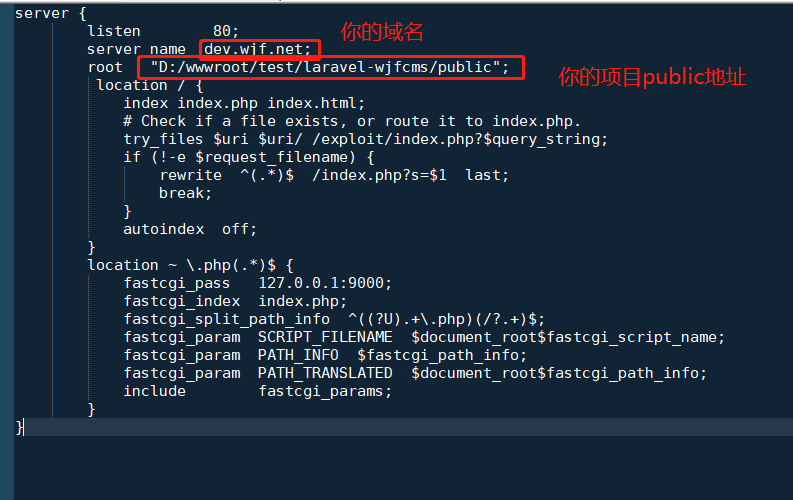 server {
listen 80;
你的域名
server_name dev.wjf.net;
root "D:/wwwroot/test/laravel-wjfcms/public";
你的项目public地址
location / {
index index.php index.html;
# Check if a file exists, or route it to index.php.
try_files $uri $uri/ /exploit/index.php?$query_string;
if (!-e $request_filename) {
rewrite ^(.*)$ /index.php?s=$1 last;
break;
}
autoindex off;
}
location ~ \.php(.*)$ {
fastcgi_pass 127.0.0.1:9000;
fastcgi_index index.php;
fastcgi_split_path_info ^((?U).+\.php)(/?.+)$;
fastcgi_param SCRIPT_FILENAME $document_root$fastcgi_script_name;
fastcgi_param PATH_INFO $fastcgi_path_info;
fastcgi_param PATH_TRANSLATED $document_root$fastcgi_path_info;
include fastcgi_params;
}
}